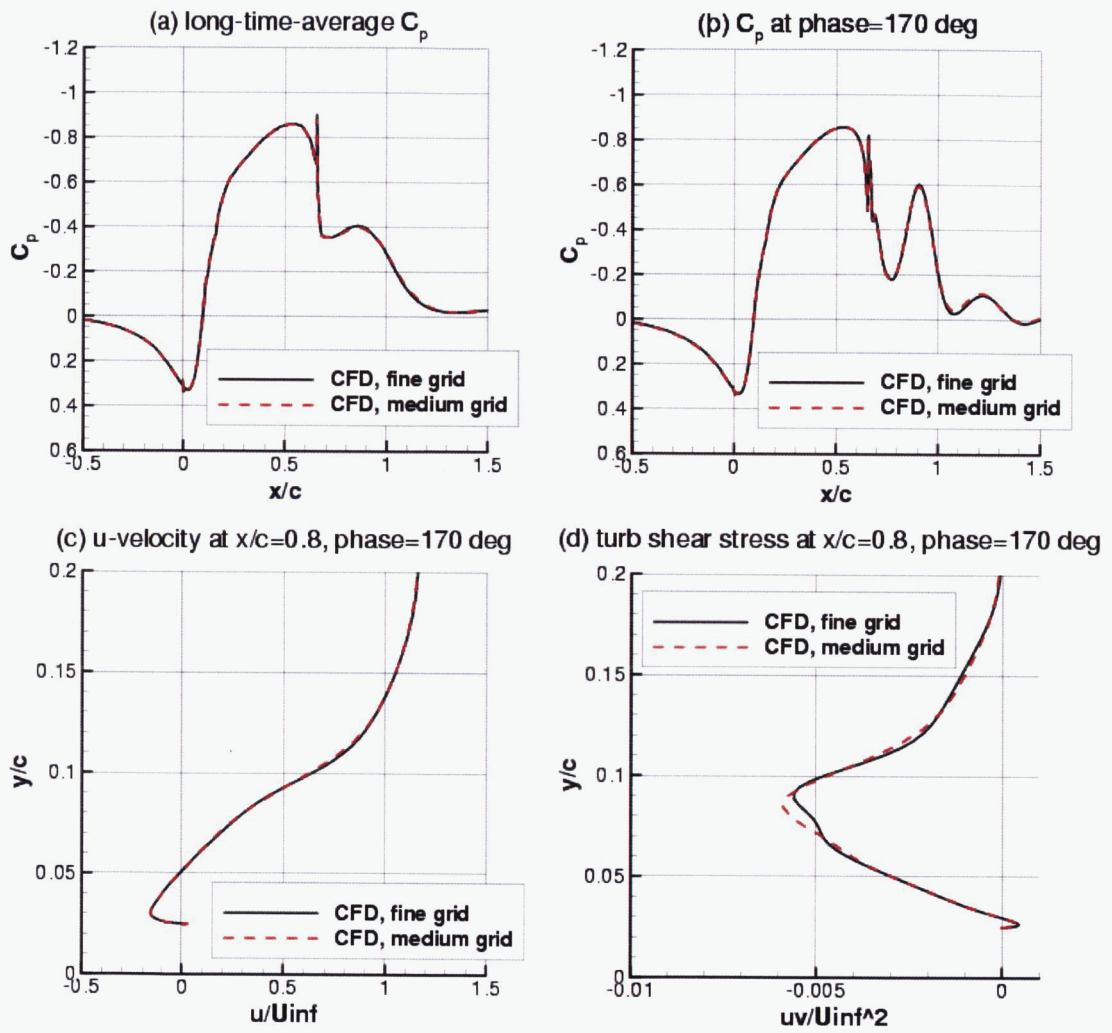 (a) long-time-average Cp
-1.2
-1
-0.8
-0.6
-0.4
-0.2
0
0.2
0.4
0.6
Cp
CFD, fine grid
CFD, medium grid
-0.5 0 0.5 1 1.5
x/c
(b) Cp at phase=170 deg
-1.2
-1
-0.8
-0.6
-0.4
-0.2
0
0.2
0.4
0.6
Cp
CFD, fine grid
CFD, medium grid
-0.5 0 0.5 1 1.5
x/c
(c) u-velocity at x/c=0.8, phase=170 deg
0.2
0.15
0.1
0.05
0
y/c
CFD, fine grid
CFD, medium grid
0 0.5 1 1.5
u/Uinf
(d) turb shear stress at x/c=0.8, phase=170 deg
0.2
0.15
0.1
0.05
0
y/c
CFD, fine grid
CFD, medium grid
-0.01 -0.005 0
uv/Uinf^2